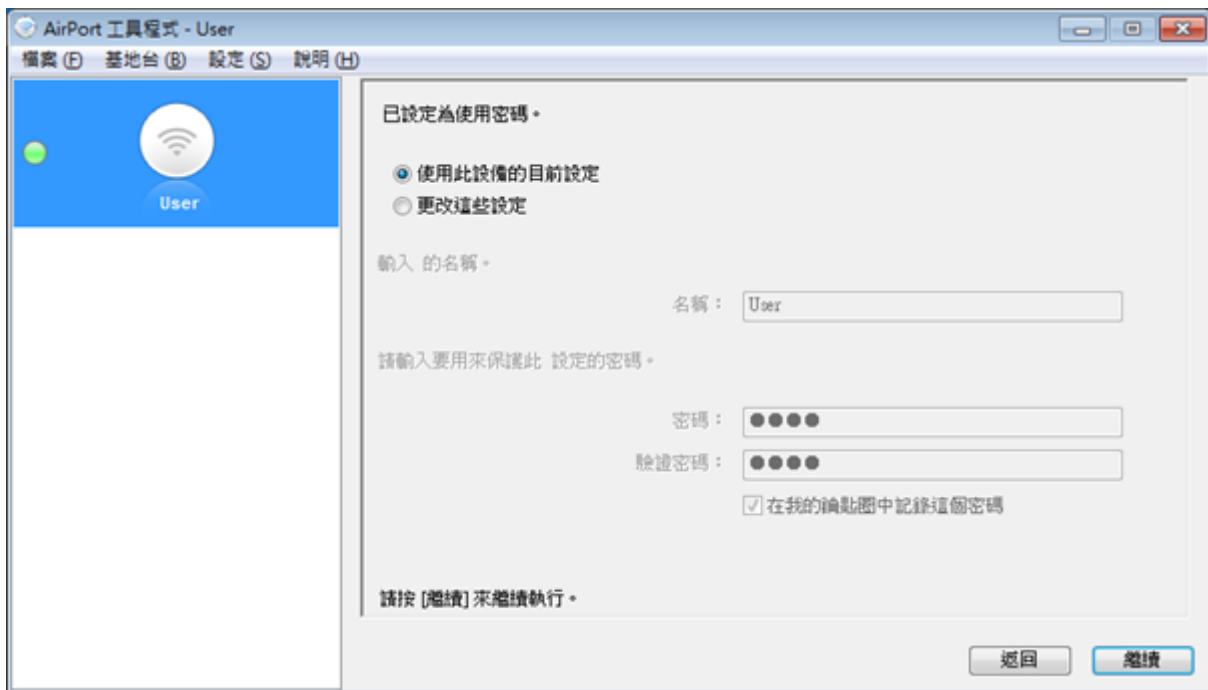 AirPort 工具程式 - User
檔案 (F) 基地台 (B) 設定 (S) 說明 (H)
User
已設定為使用密碼。
使用此設備的目前設定
更改這些設定
輸入 的名稱。
名稱： User
請輸入要用來保護此 設定的密碼。
密碼： ●●●●
驗證密碼： ●●●●
在我的鑰匙圈中記錄這個密碼
請按 [繼續] 來繼續執行。
返回 繼續